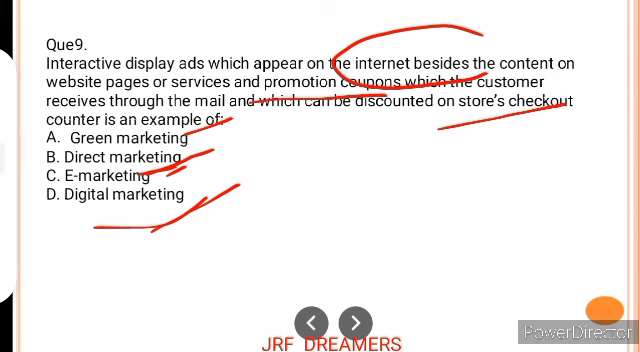 Que9.
Interactive display ads which appear on the internet besides the content on
website pages or services and promotion coupons which the customer
receives through the mail and which can be discounted on store's checkout
counter is an example of:
A. Green marketing
B. Direct marketing
C. E-marketing
D. Digital marketing
JRF DREAMERS
PowerDirector